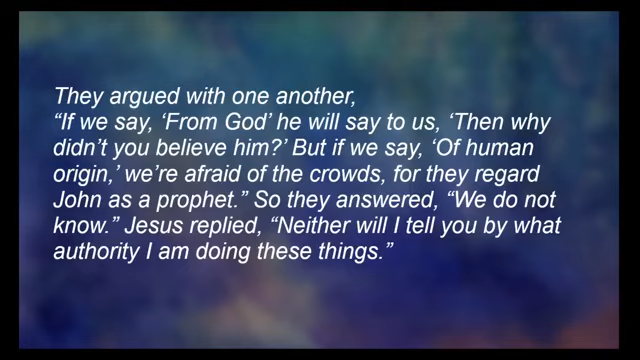 They argued with one another,
“If we say, ‘From God’ he will say to us, ‘Then why
didn’t you believe him?’ But if we say, ‘Of human
origin,’ we’re afraid of the crowds, for they regard
John as a prophet.” So they answered, “We do not
know.” Jesus replied, “Neither will I tell you by what
authority I am doing these things.”